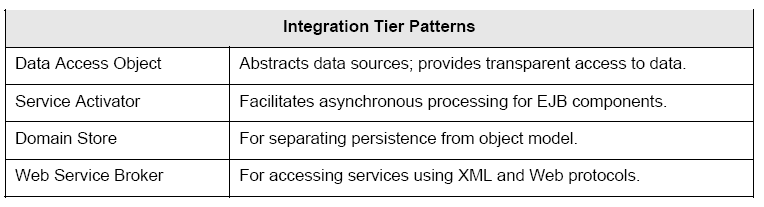 Integration Tier Patterns
Data Access Object Abstracts data sources; provides transparent access to data.
Service Activator Facilitates asynchronous processing for EJB components.
Domain Store For separating persistence from object model.
Web Service Broker For accessing services using XML and Web protocols.